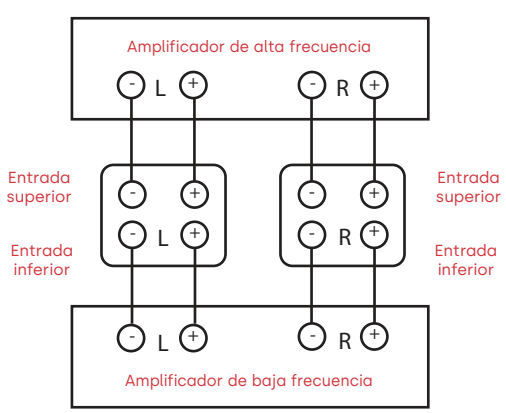 Amplificador de alta frecuencia
- L + - R +
Entrada
superior
Entrada
superior
- + - +
- L + - R +
Entrada
inferior
Entrada
inferior
- L + - R +
Amplificador de baja frecuencia